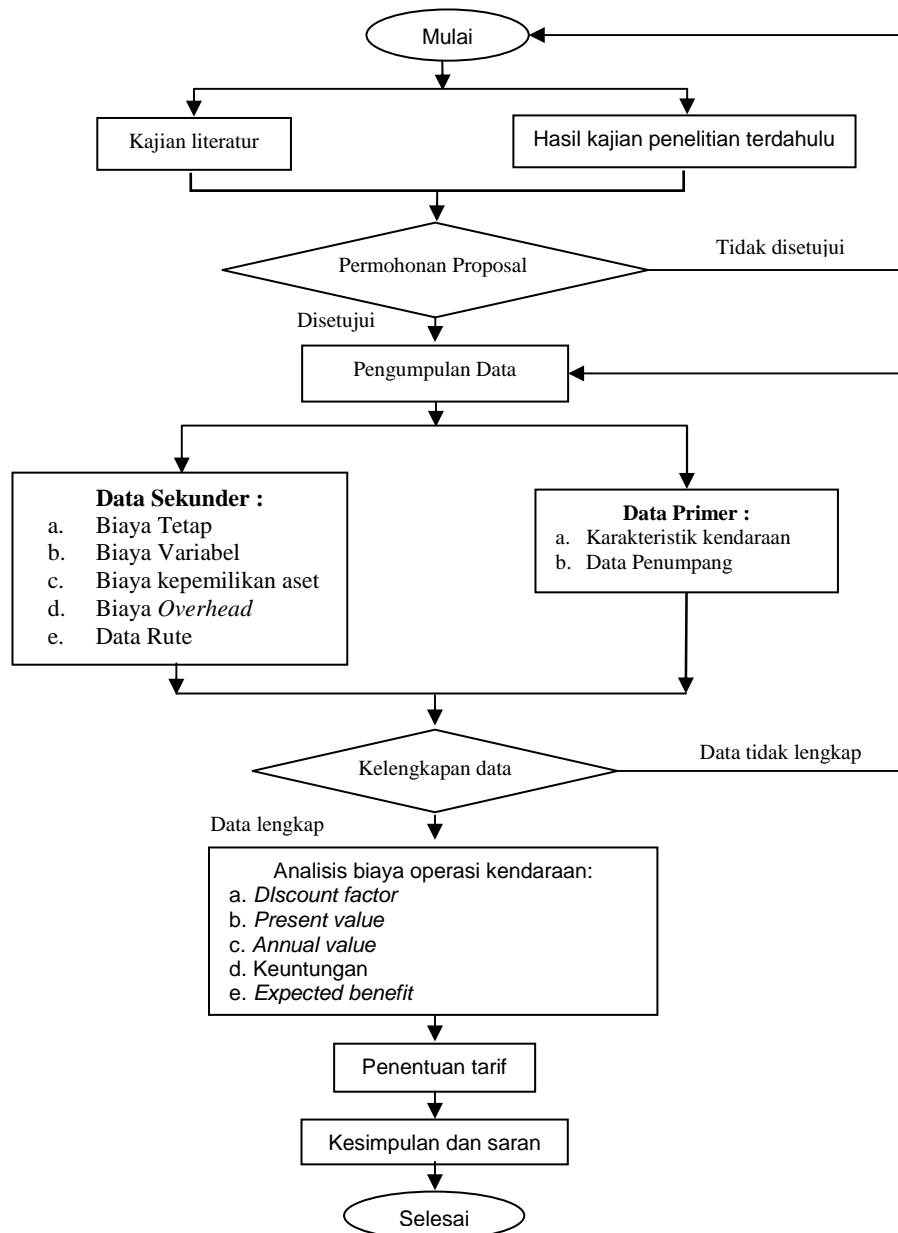 Mulai
Kajian literatur
Hasil kajian penelitian terdahulu
Permohonan Proposal
Tidak disetujui
Disetujui
Pengumpulan Data
Data Sekunder :
a. Biaya Tetap
b. Biaya Variabel
c. Biaya kepemilikan aset
d. Biaya Overhead
e. Data Rute
Data Primer :
a. Karakteristik kendaraan
b. Data Penumpang
Kelengkapan data
Data tidak lengkap
Data lengkap
Analisis biaya operasi kendaraan:
a. DIscount factor
b. Present value
c. Annual value
d. Keuntungan
e. Expected benefit
Penentuan tarif
Kesimpulan dan saran
Selesai